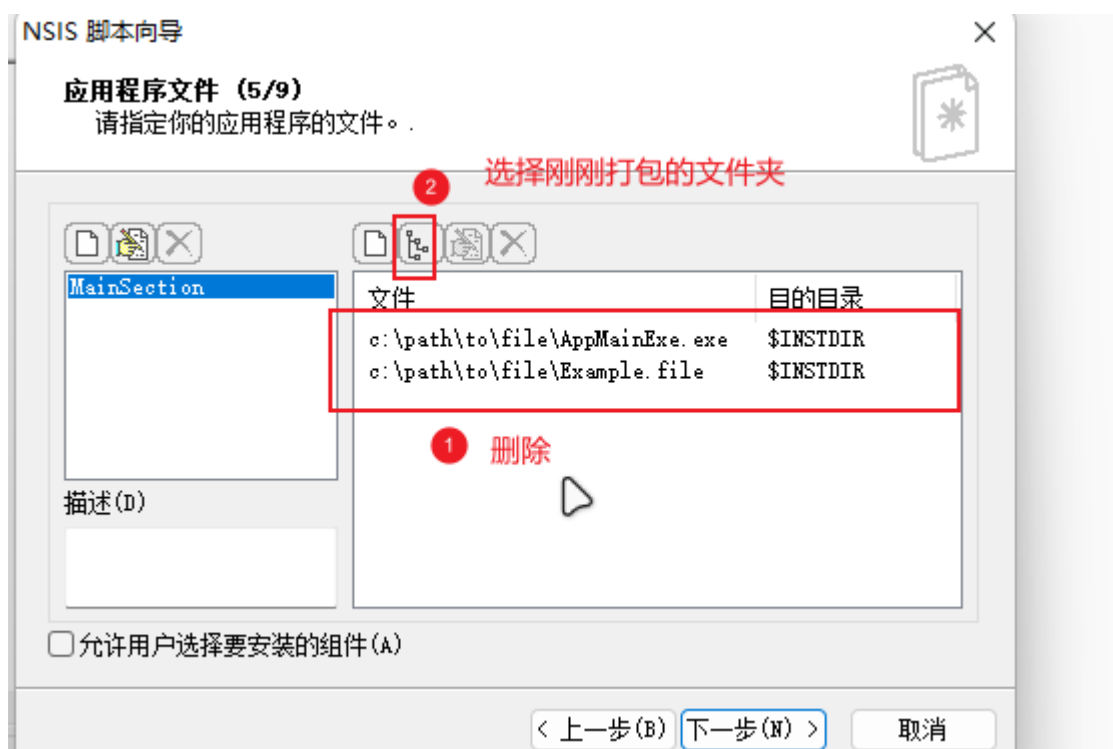 NSIS 脚本向导
应用程序文件 (5/9)
请指定你的应用程序的文件。.
2 选择刚刚打包的文件夹
MainSection
文件 目的目录
c:\path\to\file\AppMainExe.exe $INSTDIR
c:\path\to\file\Example.file $INSTDIR
1 删除
描述(D)
允许用户选择要安装的组件(A)
< 上一步(B) 下一步(N) > 取消